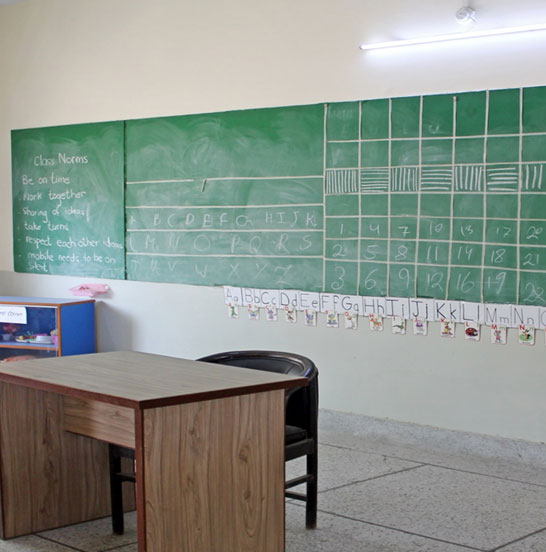 Class Norms
Be on time
Work together
Sharing of ideas
take turns
respect each other
mobile needs to be on
silent
A B C D E F G H I J K
L M N O P Q R S
T U V W X Y Z
1 4 7 10 13 17 20
2 5 8 11 14 18 21
3 6 9 12 16 19 22
Aa Bb Cc Dd Ee Ff Gg Hh Ii Jj Kk Ll Mm Nn